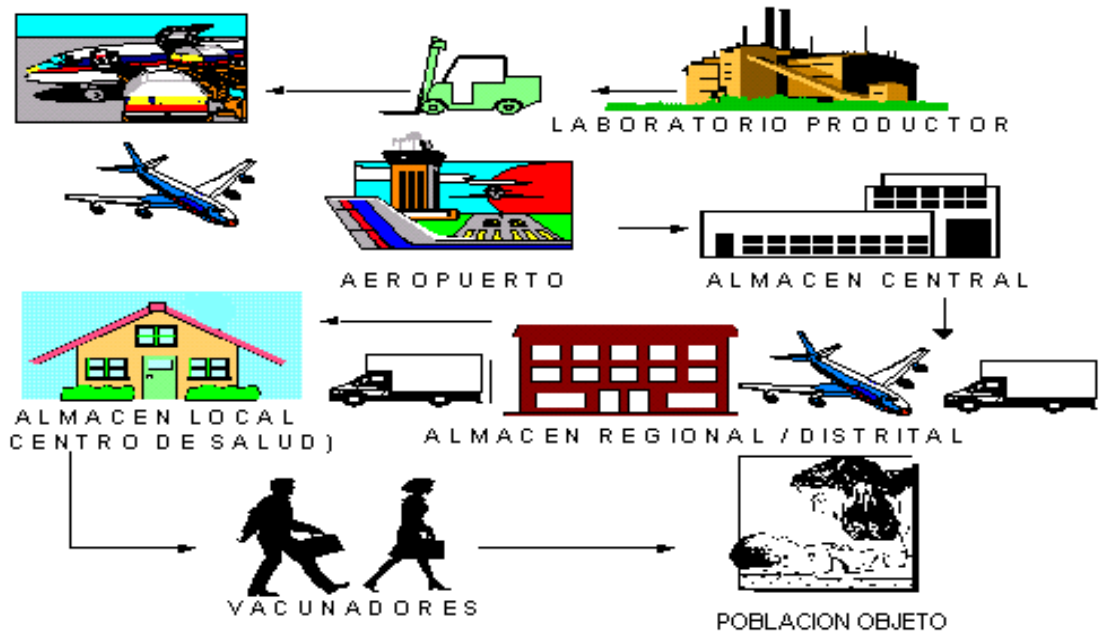 LABORATORIO PRODUCTOR
AEROPUERTO
ALMACEN CENTRAL
ALMACEN LOCAL
CENTRO DE SALUD)
ALMACEN REGIONAL / DISTRITAL
VACUNADORES
POBLACION OBJETO